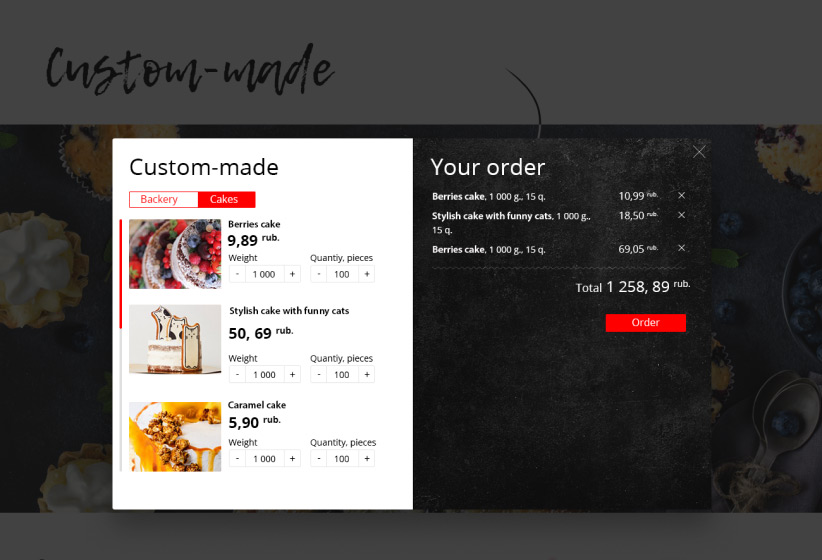 Custom-made
Custom-made
Backery
Cakes
Berries cake
9,89 rub.
Weight
Quantiy, pieces
- 1 000 +
- 100 +
Stylish cake with funny cats
50, 69 rub.
Weight
Quantiy, pieces
- 1 000 +
- 100 +
Caramel cake
5,90 rub.
Weight
Quantity, pieces
- 1 000 +
- 100 +
Your order
Berries cake, 1 000 g., 15 q.
10,99 rub.
Stylish cake with funny cats, 1 000 g.,
15 q.
18,50 rub.
Berries cake, 1 000 g., 15 q.
69,05 rub.
Total 1 258, 89 rub.
Order